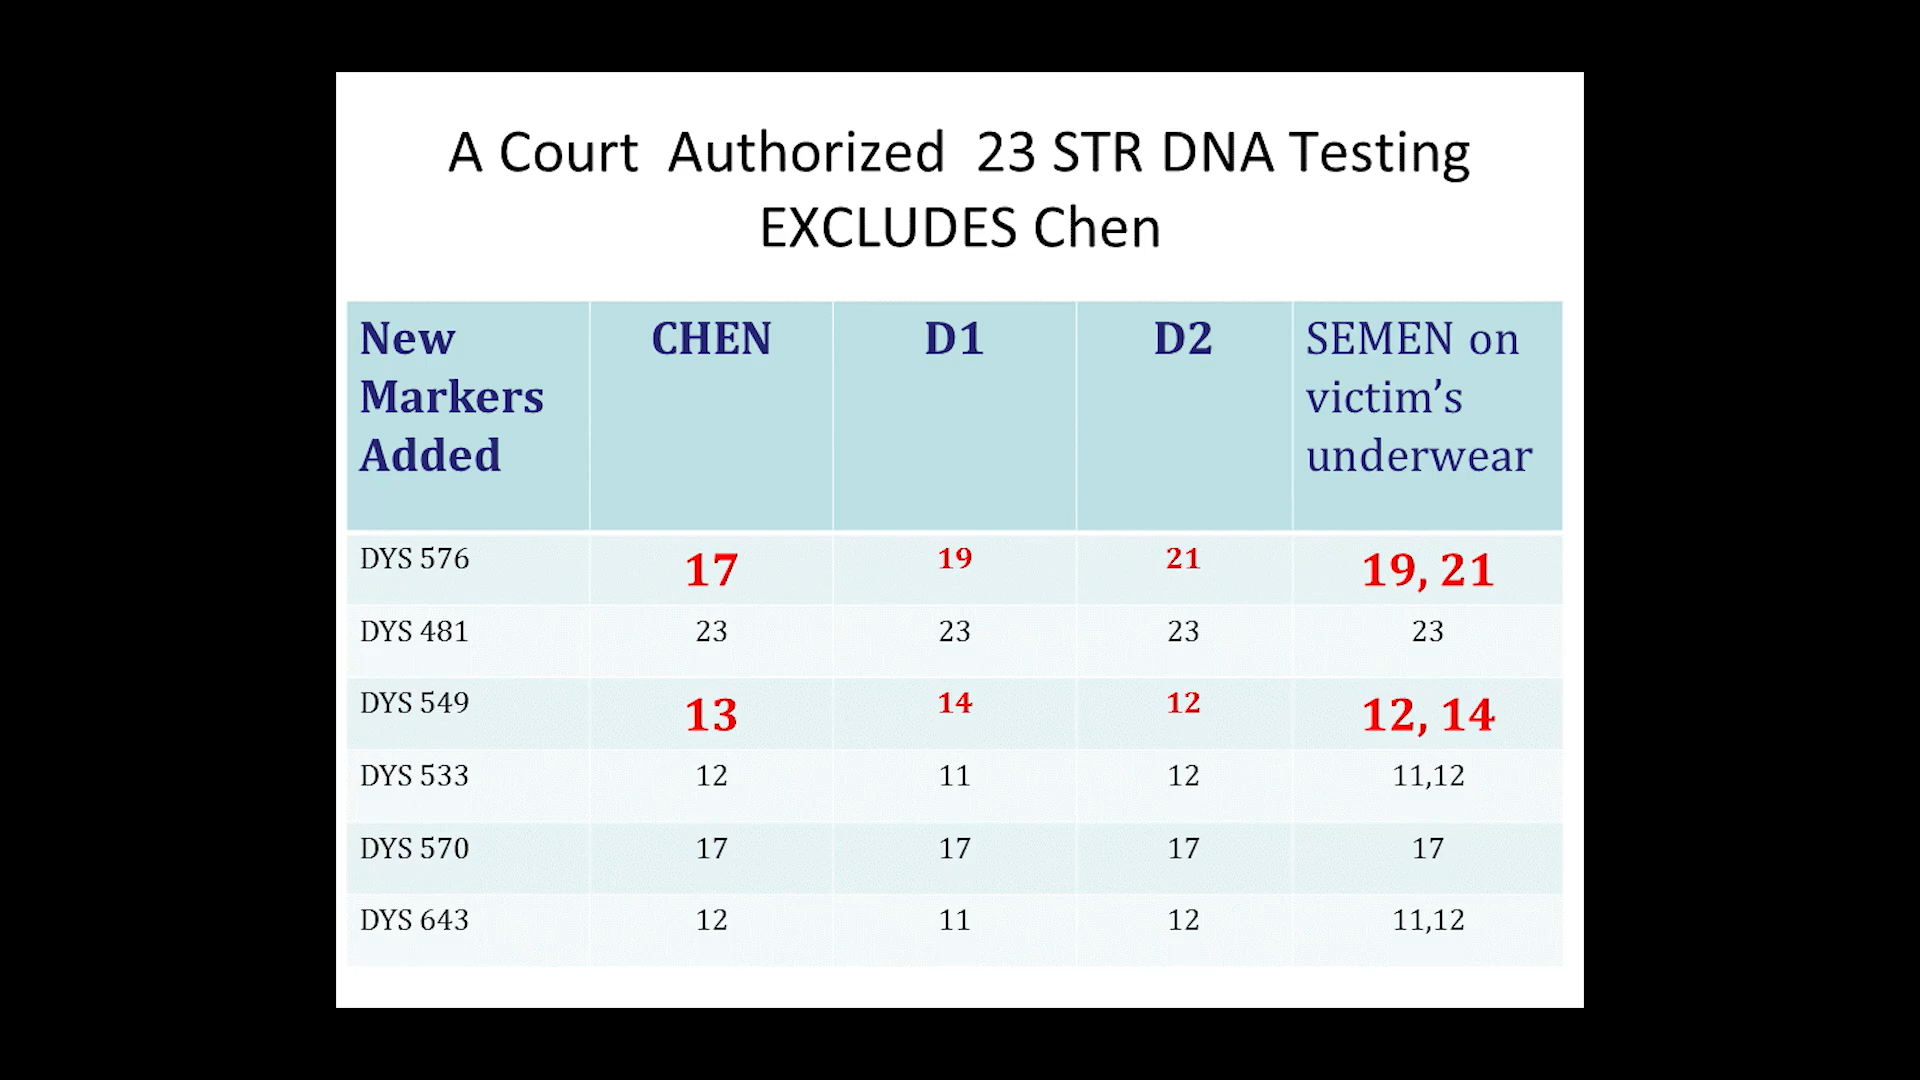 A Court Authorized 23 STR DNA Testing
EXCLUDES Chen
New Markers Added CHEN D1 D2 SEMEN on victim’s underwear
DYS 576 17 19 21 19, 21
DYS 481 23 23 23 23
DYS 549 13 14 12 12, 14
DYS 533 12 11 12 11,12
DYS 570 17 17 17 17
DYS 643 12 11 12 11,12